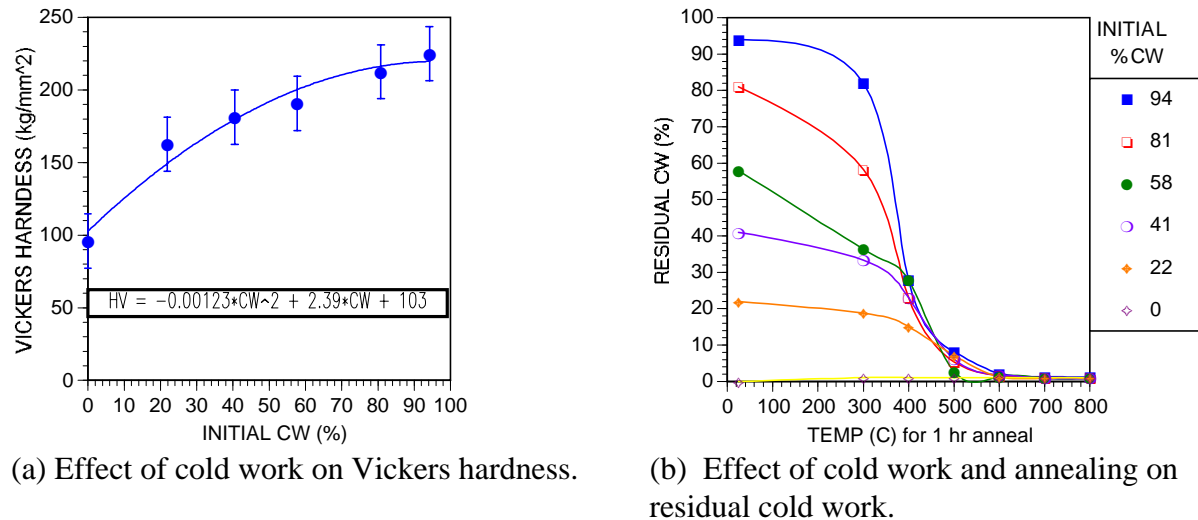 250
200
150
100
50
0
VICKERS HARNDESS (kg/mm^2)
HV = -0.00123*CW^2 + 2.39*CW + 103
0 10 20 30 40 50 60 70 80 90 100
INITIAL CW (%)
(a) Effect of cold work on Vickers hardness.
100
90
80
70
60
50
40
30
20
10
0
RESIDUAL CW (%)
0 100 200 300 400 500 600 700 800
TEMP (C) for 1 hr anneal
INITIAL
%CW
94
81
58
41
22
0
(b) Effect of cold work and annealing on
residual cold work.